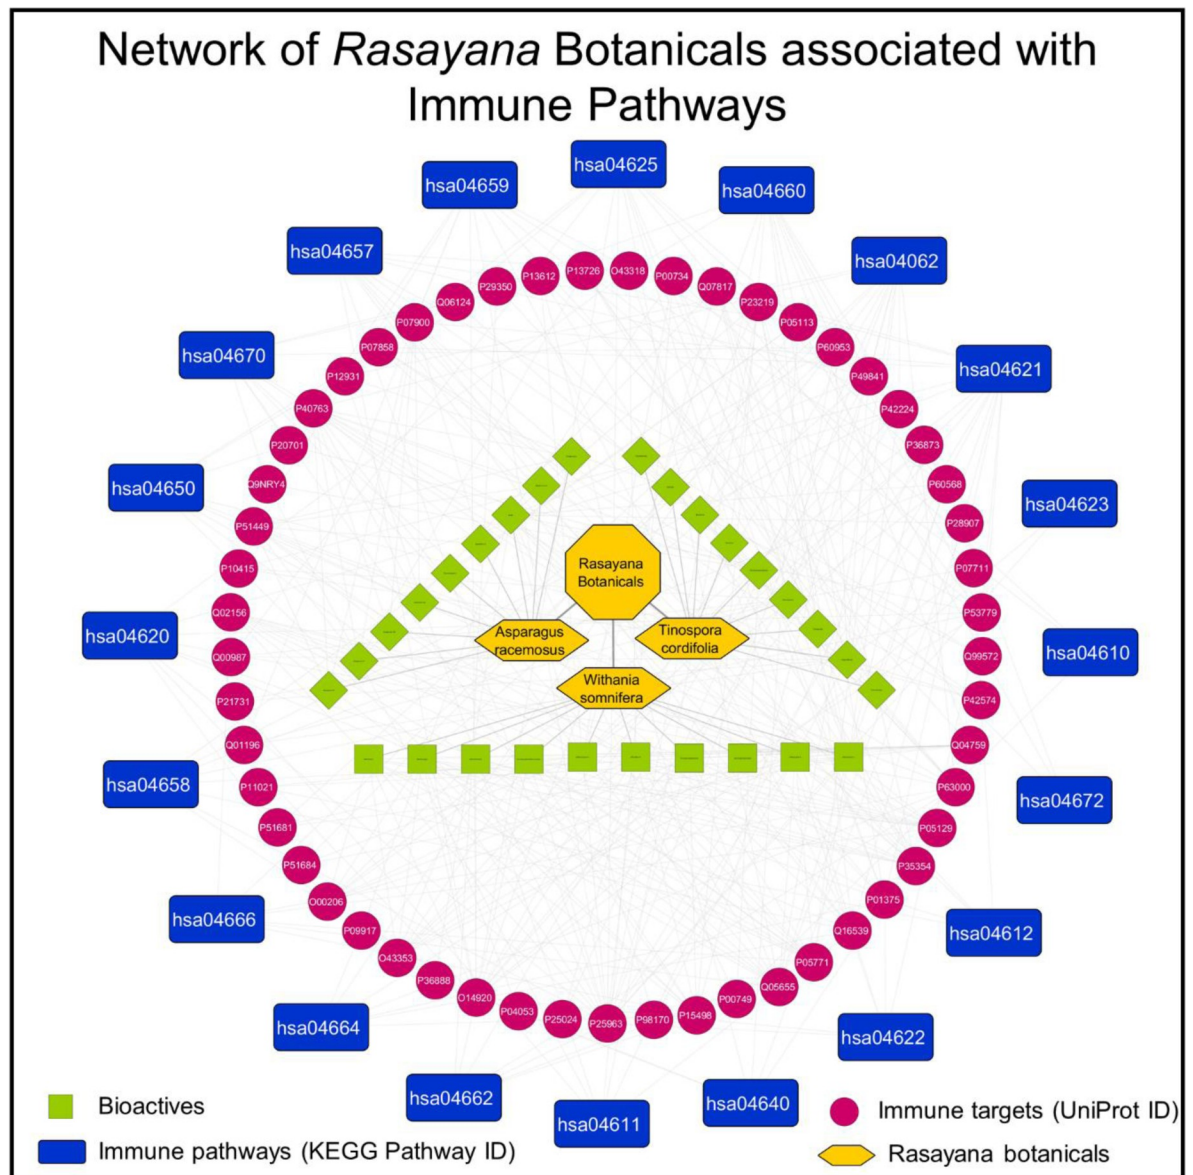 Network of Rasayana Botanicals associated with
Immune Pathways
hsa04625
hsa04659
hsa04660
hsa04657
hsa04062
hsa04670
hsa04621
hsa04650
hsa04623
hsa04620
hsa04610
hsa04658
hsa04672
hsa04666
hsa04612
hsa04664
hsa04622
hsa04662
hsa04611
hsa04640
P13726
O43318
P00734
Q07817
P23219
P05113
P60953
P49841
P42224
P36873
P60568
P28907
P07711
P53779
Q99572
P42574
Q04759
P63000
P05129
P35354
P01375
Q16539
P05771
Q05655
P00749
P15498
P98170
P25963
P25024
P04053
O14920
P36888
O43353
P09917
O00206
P51684
P51681
P11021
Q01196
P21731
Q00987
Q02156
P10415
P51449
Q9NRY4
P20701
P40763
P12931
P07858
P07900
Q06124
P29350
P13612
Rasayana
Botanicals
Asparagus
racemosus
Tinospora
cordifolia
Withania
somnifera
Bioactives
Immune pathways (KEGG Pathway ID)
Immune targets (UniProt ID)
Rasayana botanicals